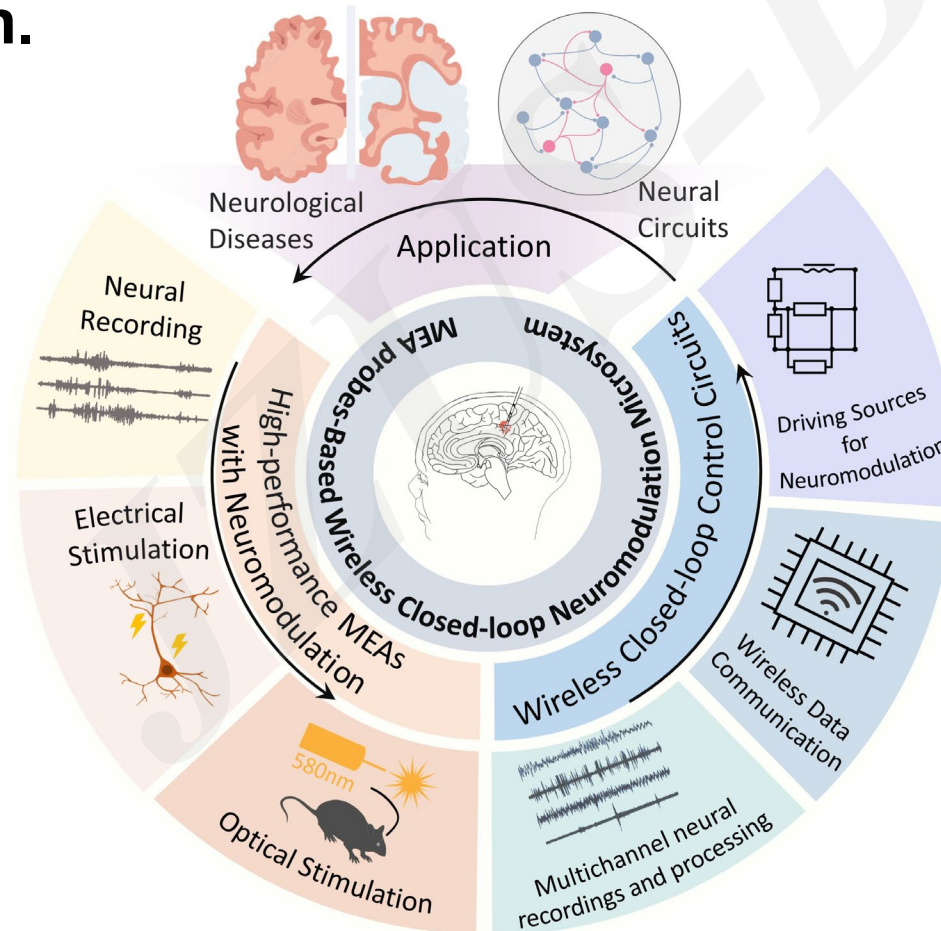 n.
Neurological
Diseases
Neural
Circuits
Application
Neural
Recording
Electrical
Stimulation
580nm
Optical Stimulation
High-performance MEAs
with Neuromodulation
MEA probes-Based Wireless Closed-loop Neuromodulation Microsystem
Wireless Closed-loop Control Circuits
Driving Sources
for
Neuromodulation
Wireless Data
Communication
Multichannel neural
recordings and processing